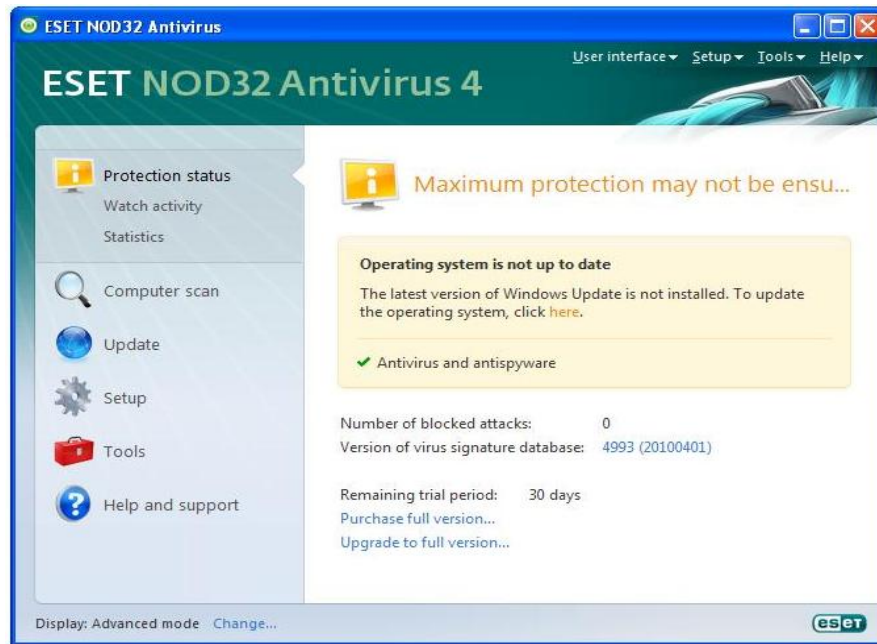 ESET NOD32 Antivirus
User interface Setup Tools Help
ESET NOD32 Antivirus 4
Protection status
Watch activity
Statistics
Computer scan
Update
Setup
Tools
Help and support
Maximum protection may not be ensu...
Operating system is not up to date
The latest version of Windows Update is not installed. To update
the operating system, click here.
Antivirus and antispyware
Number of blocked attacks: 0
Version of virus signature database: 4993 (20100401)
Remaining trial period: 30 days
Purchase full version...
Upgrade to full version...
Display: Advanced mode Change...
eset